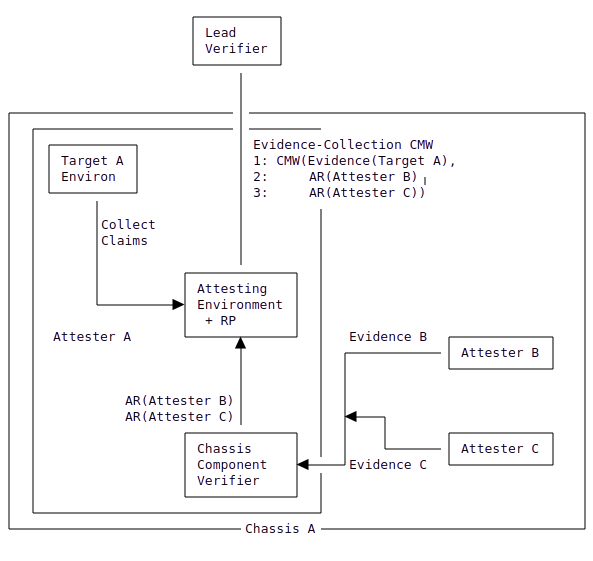 Lead
Verifier
Evidence-Collection CMW
1: CMW(Evidence(Target A),
2:     AR(Attester B)
3:     AR(Attester C))
Target A
Environ
Collect
Claims
Attesting
Environment
+ RP
Attester A
Evidence B
Attester B
AR(Attester B)
AR(Attester C)
Attester C
Chassis
Component
Verifier
Evidence C
Chassis A